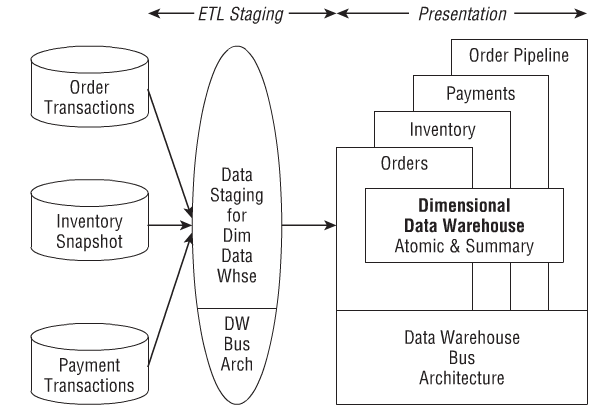 ETL Staging
Presentation
Order
Transactions
Inventory
Snapshot
Payment
Transactions
Data
Staging
for
Dim
Data
Whse
DW
Bus
Arch
Order Pipeline
Payments
Inventory
Orders
Dimensional
Data Warehouse
Atomic & Summary
Data Warehouse
Bus
Architecture